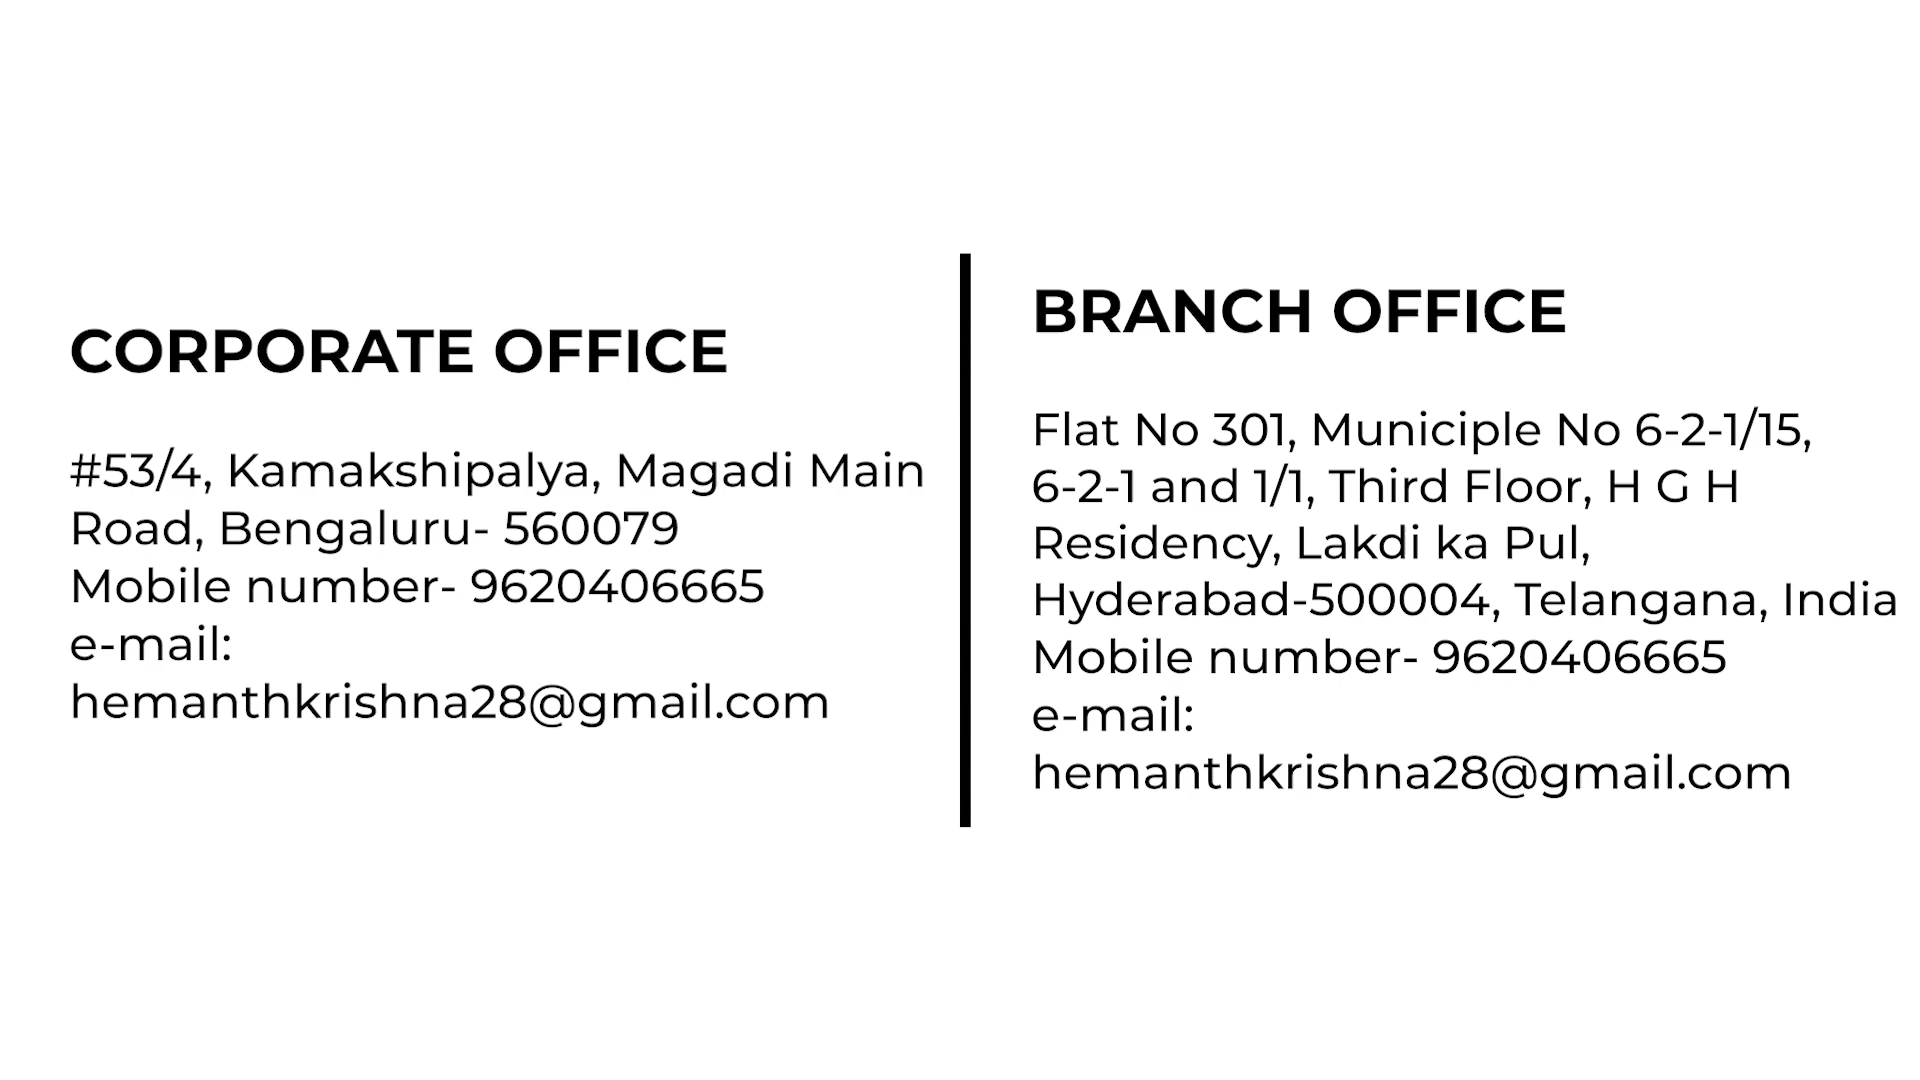 CORPORATE OFFICE
#53/4, Kamakshipalya, Magadi Main
Road, Bengaluru- 560079
Mobile number- 9620406665
e-mail:
hemanthkrishna28@gmail.com
BRANCH OFFICE
Flat No 301, Municiple No 6-2-1/15,
6-2-1 and 1/1, Third Floor, H G H
Residency, Lakdi ka Pul,
Hyderabad-500004, Telangana, India
Mobile number- 9620406665
e-mail:
hemanthkrishna28@gmail.com